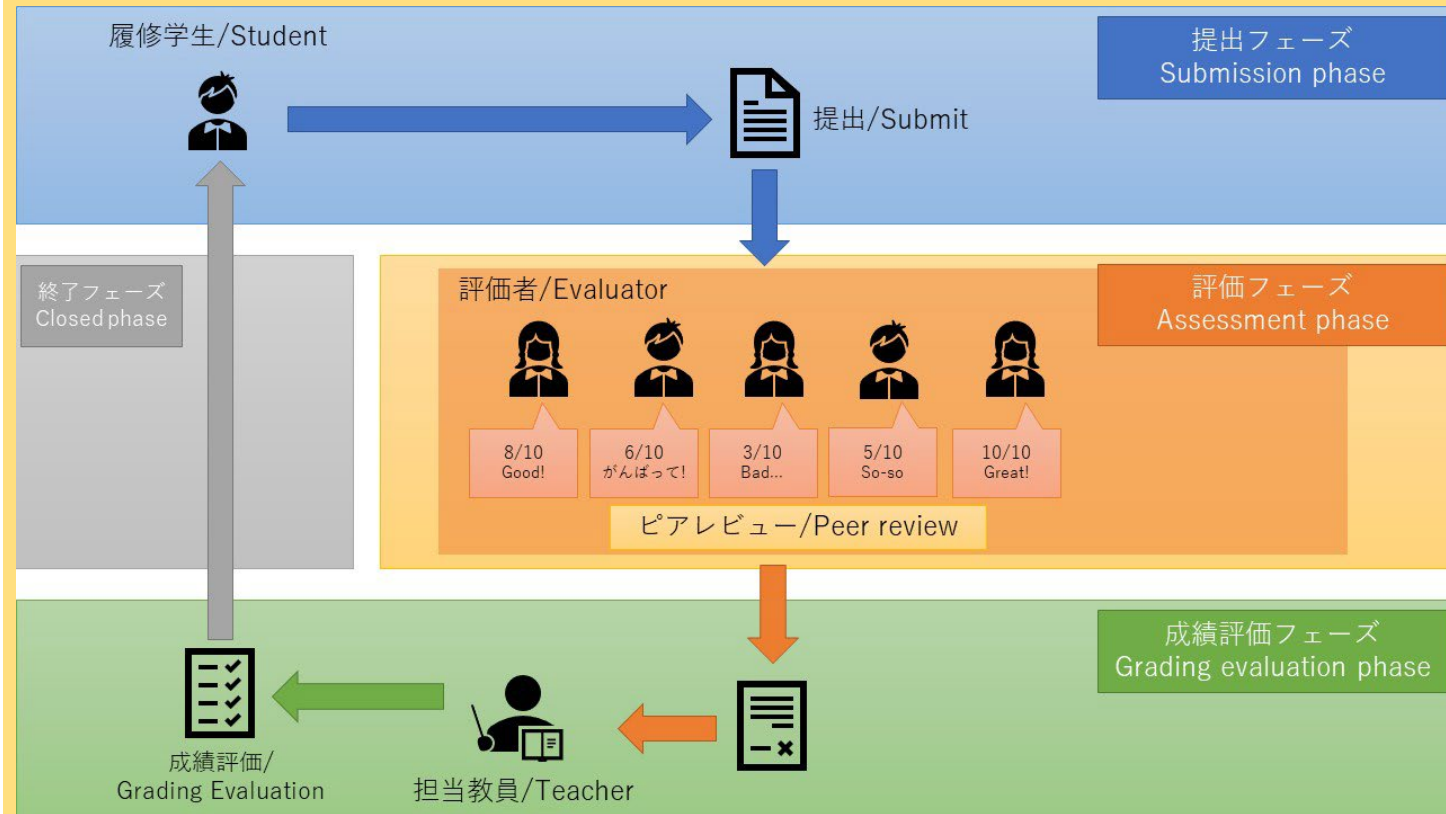 履修学生/Student
提出フェーズ
Submission phase
提出/Submit
終了フェーズ
Closed phase
評価者/Evaluator
評価フェーズ
Assessment phase
8/10
Good!
6/10
がんばって!
3/10
Bad...
5/10
So-so
10/10
Great!
ピアレビュー/Peer review
成績評価フェーズ
Grading evaluation phase
成績評価/
Grading Evaluation
担当教員/Teacher